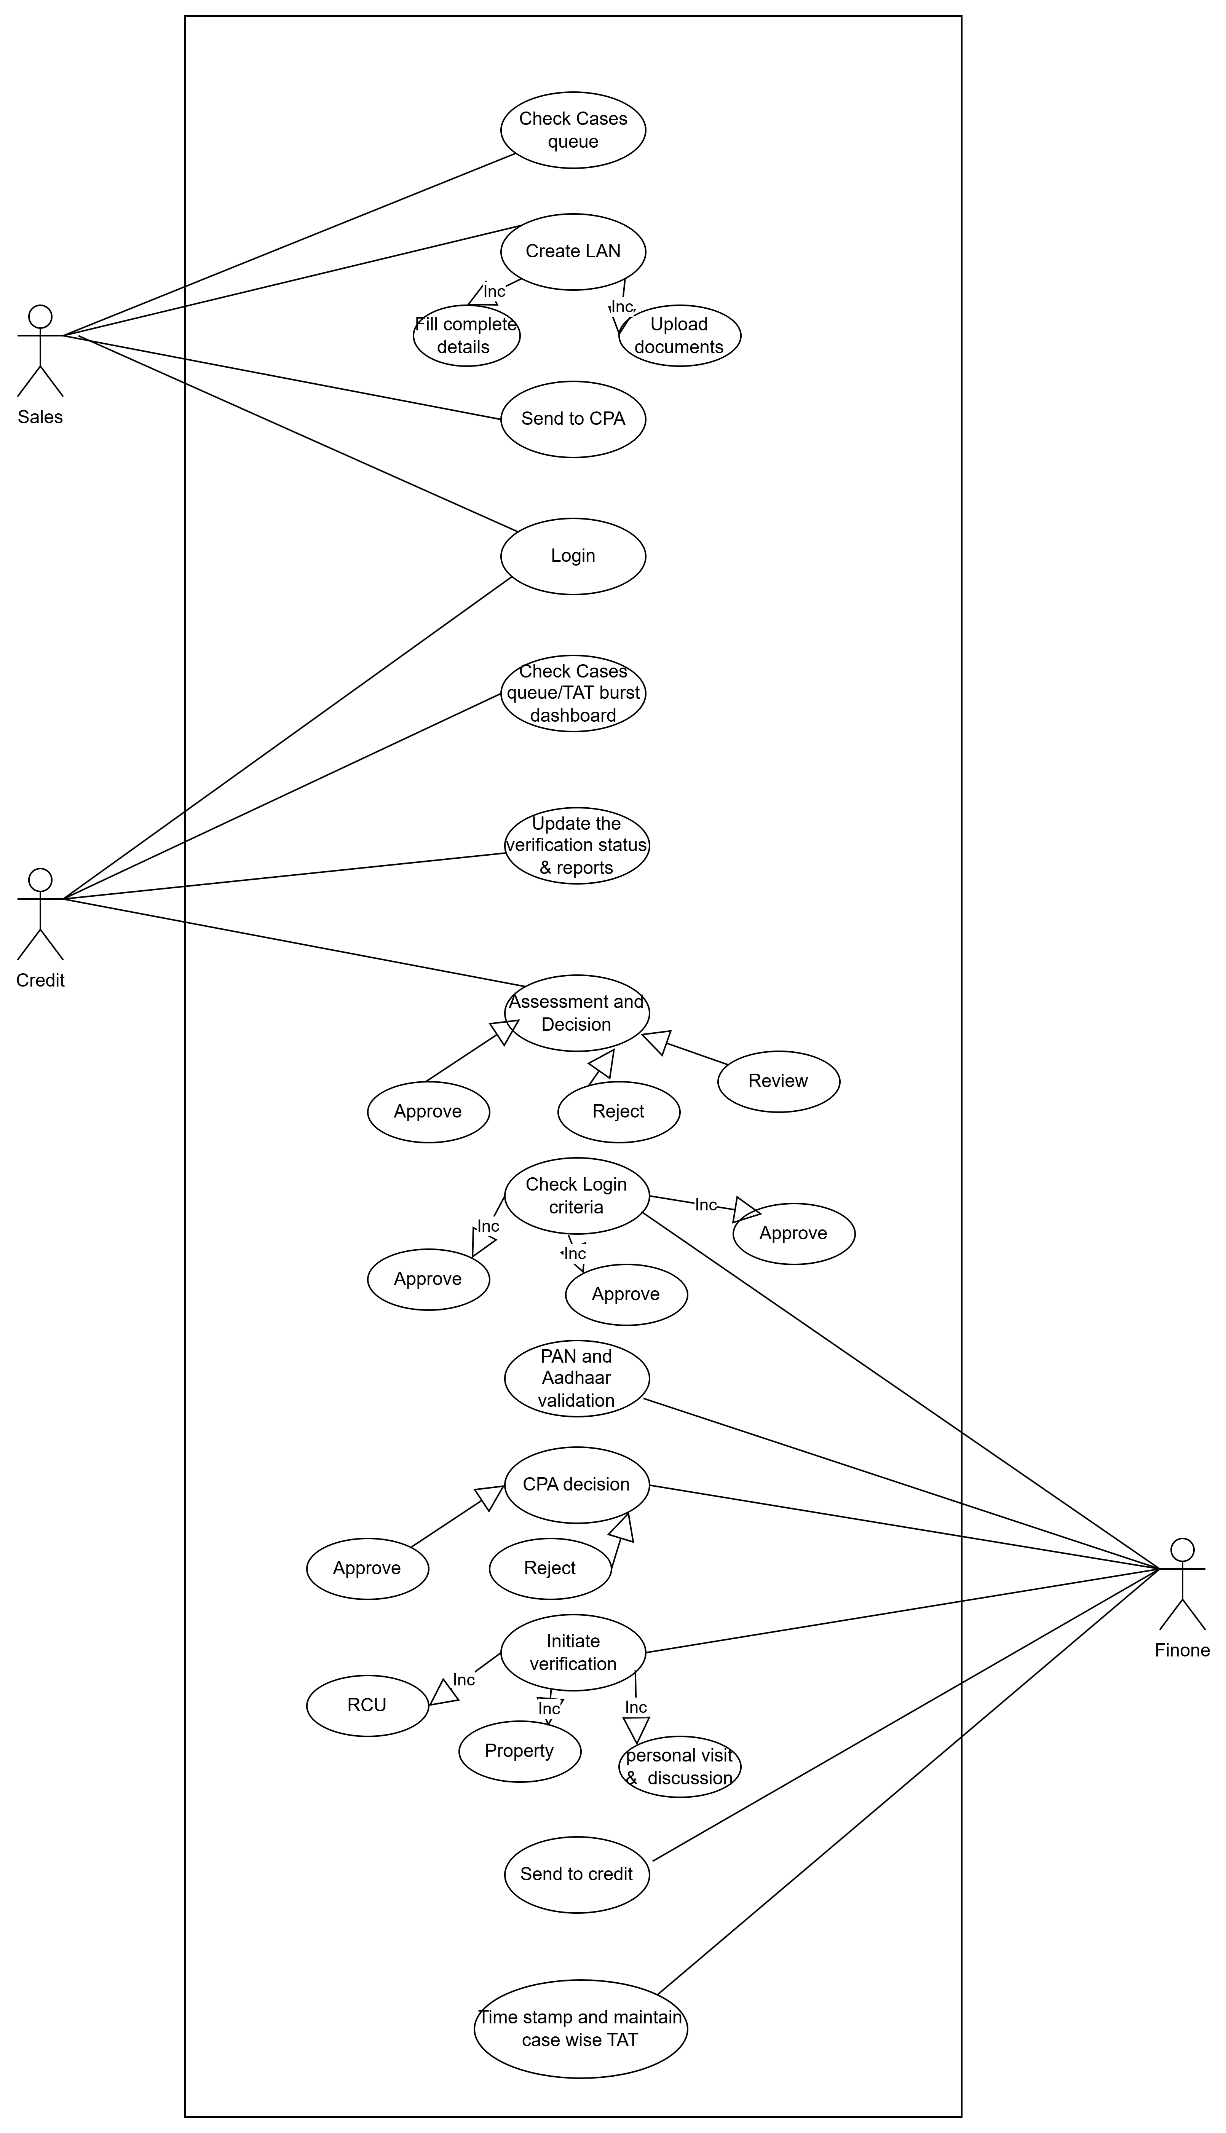 Check Cases
queue
Create LAN
Inc
Inc
Fill complete
details
Upload
documents
Sales
Send to CPA
Login
Check Cases
queue/TAT burst
dashboard
Update the
verification status
& reports
Credit
Assessment and
Decision
Review
Approve
Reject
Check Login
criteria
Inc
Inc
Inc
Approve
Approve
Approve
PAN and
Aadhaar
validation
CPA decision
Approve
Reject
Initiate
verification
Finone
Inc
RCU
Inc
Inc
Property
personal visit
& discussion
Send to credit
Time stamp and maintain
case wise TAT